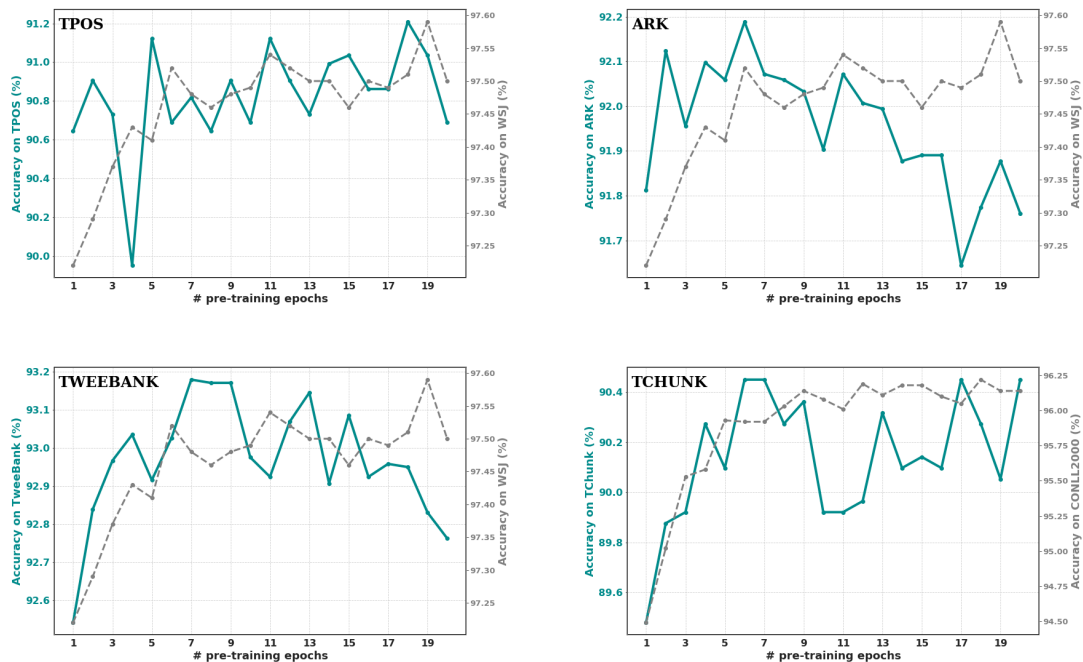 TPOS
91.2
91.0
90.8
90.6
90.4
90.2
90.0
Accuracy on TPOS (%)
97.60
97.55
97.50
97.45
97.40
97.35
97.30
97.25
Accuracy on WSJ (%)
1 3 5 7 9 11 13 15 17 19
# pre-training epochs
ARK
92.2
92.1
92.0
91.9
91.8
91.7
Accuracy on ARK (%)
97.60
97.55
97.50
97.45
97.40
97.35
97.30
97.25
Accuracy on WSJ (%)
1 3 5 7 9 11 13 15 17 19
# pre-training epochs
TWEEBANK
93.2
93.1
93.0
92.9
92.8
92.7
92.6
Accuracy on TweeBank (%)
97.60
97.55
97.50
97.45
97.40
97.35
97.30
97.25
Accuracy on WSJ (%)
1 3 5 7 9 11 13 15 17 19
# pre-training epochs
TCHUNK
90.4
90.2
90.0
89.8
89.6
Accuracy on TChunk (%)
96.25
96.00
95.75
95.50
95.25
95.00
94.75
94.50
Accuracy on CONLL2000 (%)
1 3 5 7 9 11 13 15 17 19
# pre-training epochs